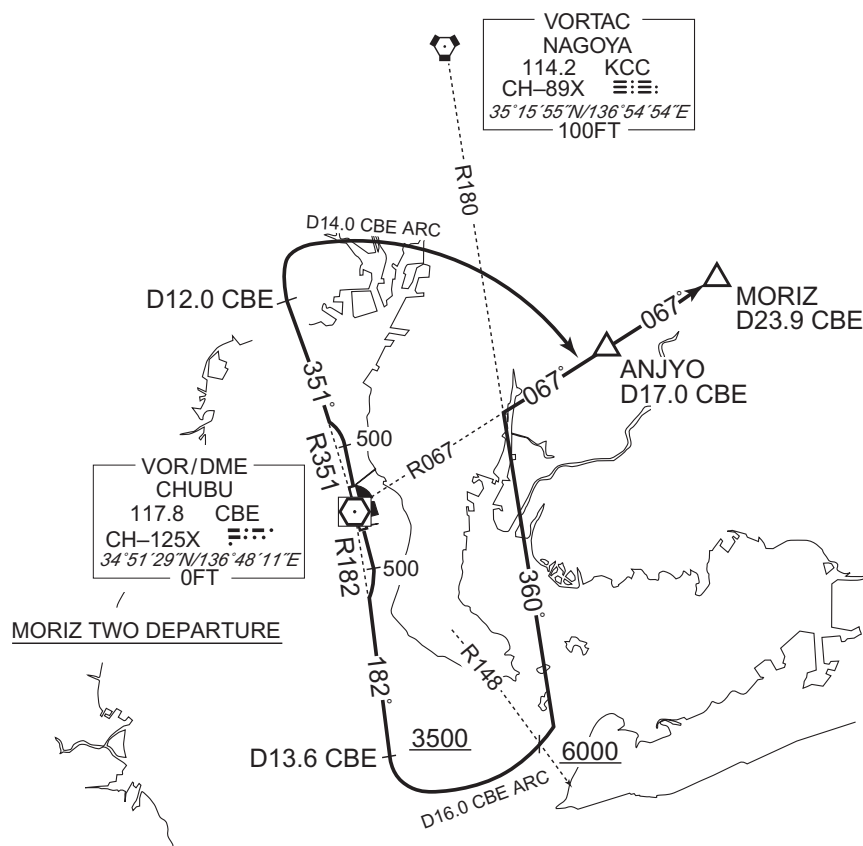 VORTAC
NAGOYA
114.2 KCC
CH–89X
35°15´55˝N/136°54´54˝E
100FT
R180
D14.0 CBE ARC
D12.0 CBE
MORIZ
D23.9 CBE
067°
ANJYO
D17.0 CBE
067°
351°
500
R351
R067
VOR/DME
CHUBU
117.8 CBE
CH–125X
34°51´29˝N/136°48´11˝E
0FT
R182
500
360°
MORIZ TWO DEPARTURE
R148
182°
3500
D13.6 CBE
6000
D16.0 CBE ARC